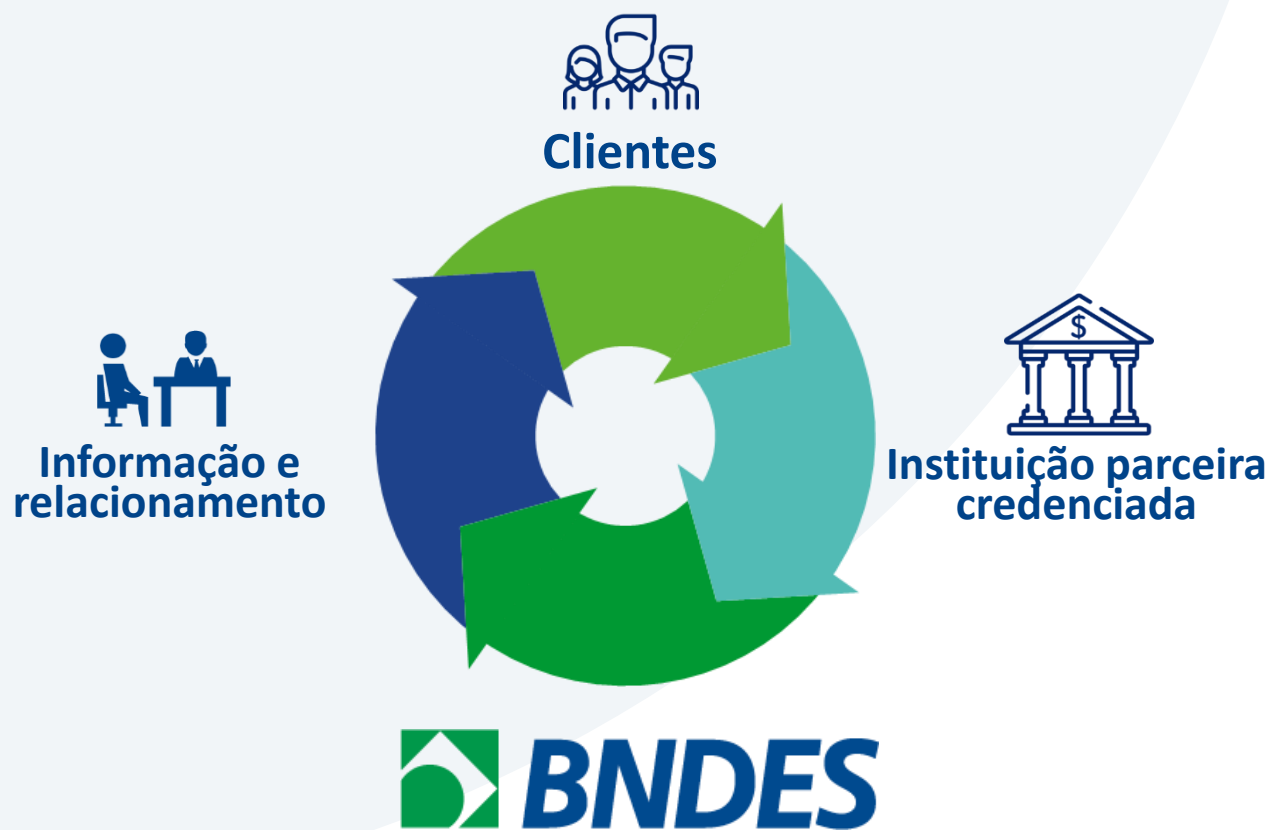 Clientes
$
Informação e
relacionamento
Instituição parceira
credenciada
BNDES